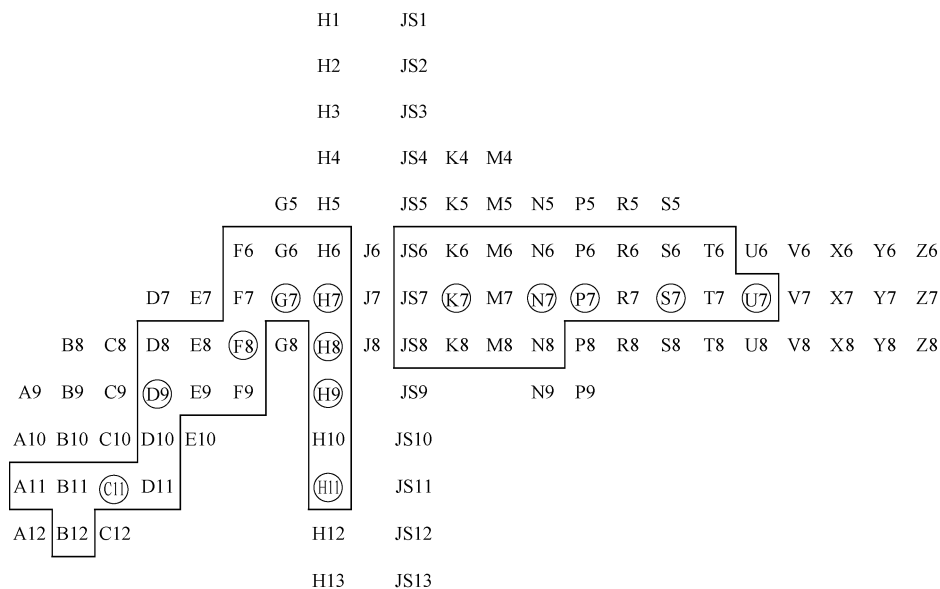 H1 JS1
H2 JS2
H3 JS3
H4 JS4 K4 M4
G5 H5 JS5 K5 M5 N5 P5 R5 S5
F6 G6 H6 J6 JS6 K6 M6 N6 P6 R6 S6 T6 U6 V6 X6 Y6 Z6
D7 E7 F7 G7 H7 J7 JS7 K7 M7 N7 P7 R7 S7 T7 U7 V7 X7 Y7 Z7
B8 C8 D8 E8 F8 G8 H8 J8 JS8 K8 M8 N8 P8 R8 S8 T8 U8 V8 X8 Y8 Z8
A9 B9 C9 D9 E9 F9 H9 JS9 N9 P9
A10 B10 C10 D10 E10 H10 JS10
A11 B11 C11 D11 H11 JS11
A12 B12 C12 H12 JS12
H13 JS13